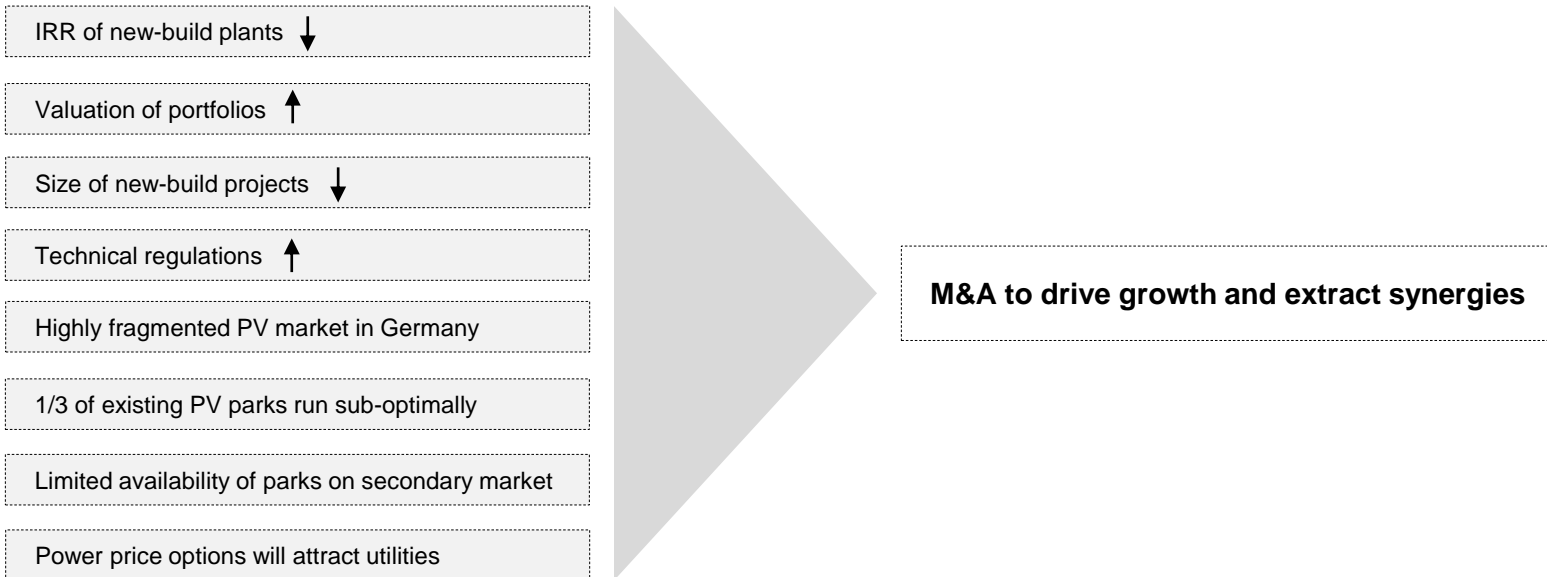 IRR of new-build plants
Valuation of portfolios
Size of new-build projects
Technical regulations
Highly fragmented PV market in Germany
1/3 of existing PV parks run sub-optimally
Limited availability of parks on secondary market
Power price options will attract utilities
M&A to drive growth and extract synergies